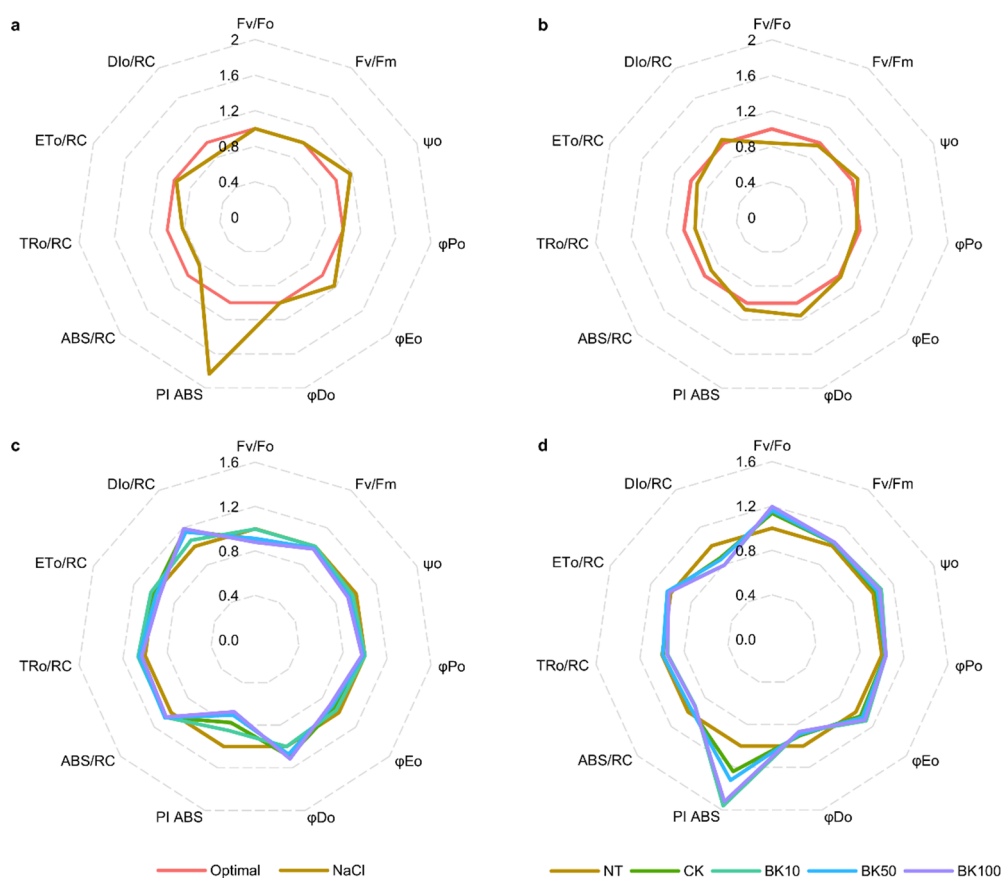 a
Fv/Fo
Fv/Fm
ψo
φPo
φEo
φDo
PI ABS
ABS/RC
TRo/RC
ETo/RC
DIo/RC
2
1.6
1.2
0.8
0.4
0
b
Fv/Fo
Fv/Fm
ψo
φPo
φEo
φDo
PI ABS
ABS/RC
TRo/RC
ETo/RC
DIo/RC
2
1.6
1.2
0.8
0.4
0
c
Fv/Fo
Fv/Fm
ψo
φPo
φEo
φDo
PI ABS
ABS/RC
TRo/RC
ETo/RC
DIo/RC
1.6
1.2
0.8
0.4
0.0
d
Fv/Fo
Fv/Fm
ψo
φPo
φEo
φDo
PI ABS
ABS/RC
TRo/RC
ETo/RC
DIo/RC
1.6
1.2
0.8
0.4
0.0
Optimal NaCl
NT CK BK10 BK50 BK100